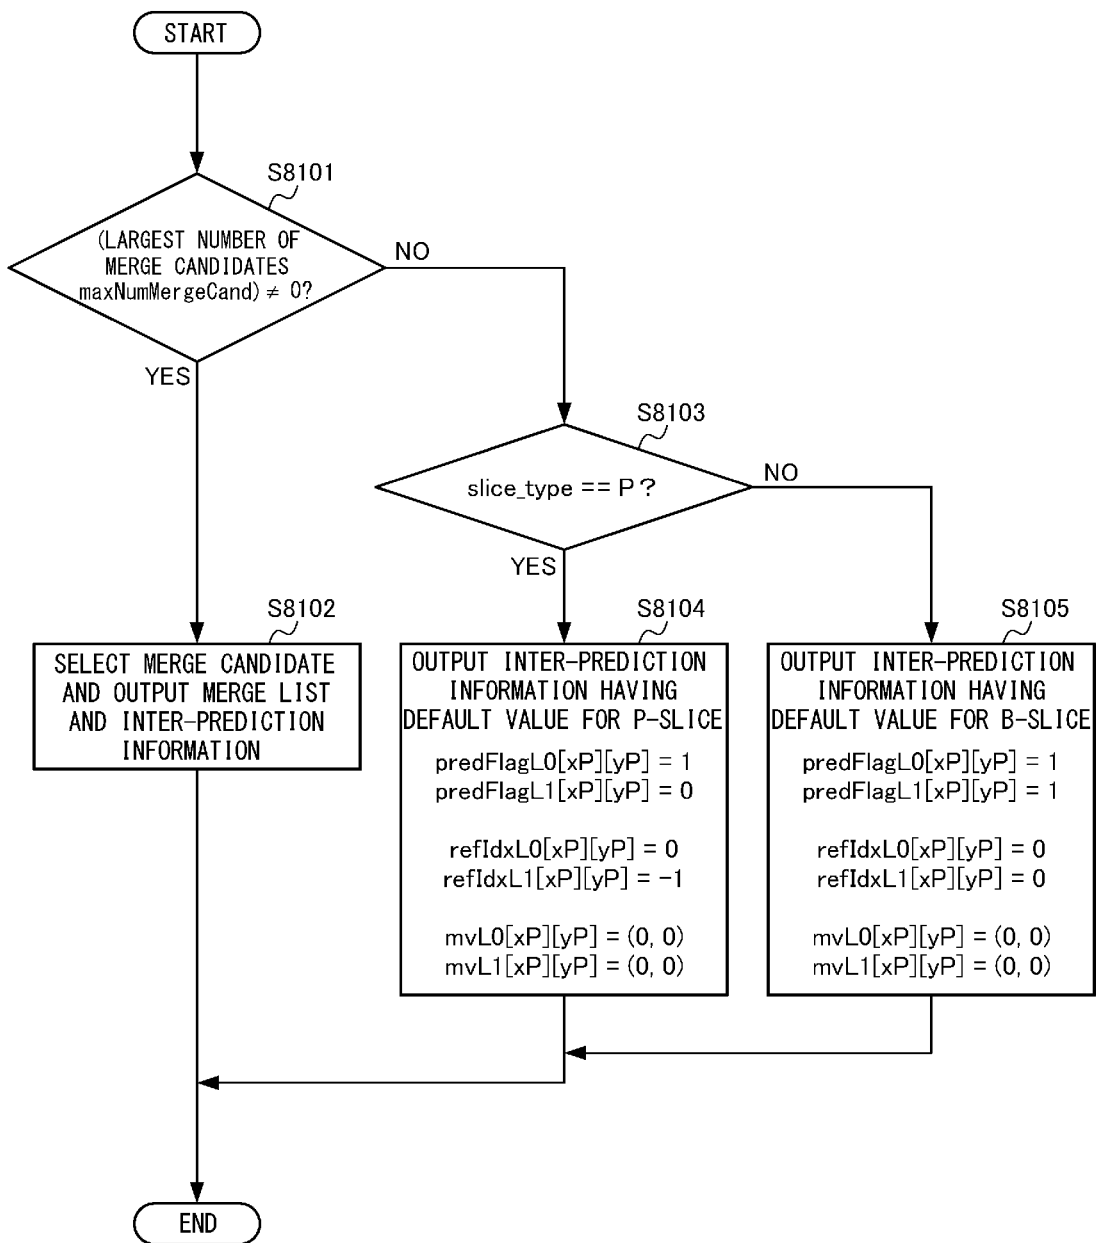 START
S8101
(LARGEST NUMBER OF
MERGE CANDIDATES
maxNumMergeCand) ≠ 0?
NO
YES
S8103
slice_type == P?
NO
YES
S8102
SELECT MERGE CANDIDATE
AND OUTPUT MERGE LIST
AND INTER-PREDICTION
INFORMATION
S8104
OUTPUT INTER-PREDICTION
INFORMATION HAVING
DEFAULT VALUE FOR P-SLICE
predFlagL0[xP][yP] = 1
predFlagL1[xP][yP] = 0
refIdxL0[xP][yP] = 0
refIdxL1[xP][yP] = -1
mvL0[xP][yP] = (0, 0)
mvL1[xP][yP] = (0, 0)
S8105
OUTPUT INTER-PREDICTION
INFORMATION HAVING
DEFAULT VALUE FOR B-SLICE
predFlagL0[xP][yP] = 1
predFlagL1[xP][yP] = 1
refIdxL0[xP][yP] = 0
refIdxL1[xP][yP] = 0
mvL0[xP][yP] = (0, 0)
mvL1[xP][yP] = (0, 0)
END